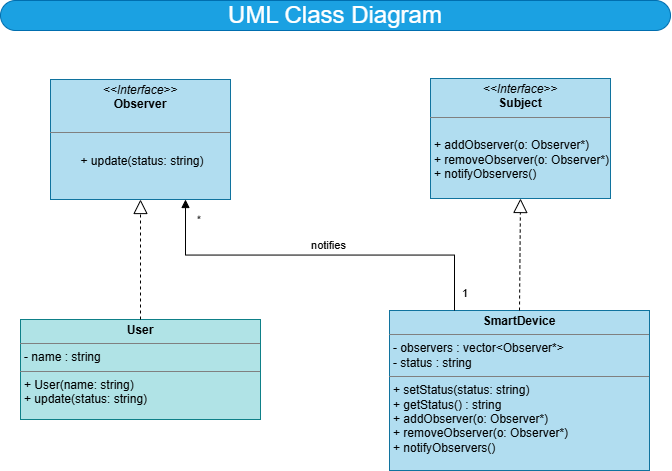 UML Class Diagram
<<Interface>>
Observer
+ update(status: string)
<<Interface>>
Subject
+ addObserver(o: Observer*)
+ removeObserver(o: Observer*)
+ notifyObservers()
*
notifies
1
User
- name : string
+ User(name: string)
+ update(status: string)
SmartDevice
- observers : vector<Observer*>
- status : string
+ setStatus(status: string)
+ getStatus() : string
+ addObserver(o: Observer*)
+ removeObserver(o: Observer*)
+ notifyObservers()